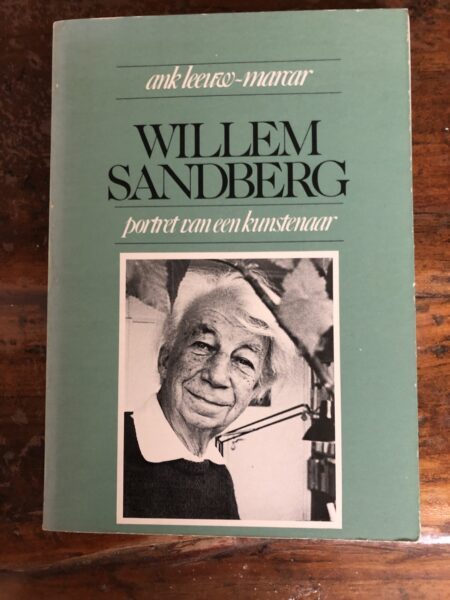 ank leeuw-marcar
WILLEM
SANDBERG
portret van een kunstenaar